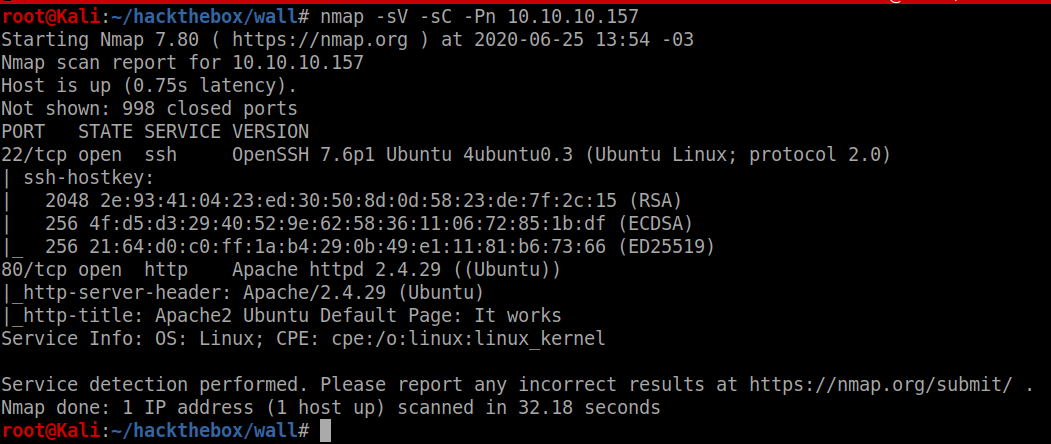 root@Kali:~/hackthebox/wall# nmap -sV -sC -Pn 10.10.10.157
Starting Nmap 7.80 ( https://nmap.org ) at 2020-06-25 13:54 -03
Nmap scan report for 10.10.10.157
Host is up (0.75s latency).
Not shown: 998 closed ports
PORT   STATE SERVICE VERSION
22/tcp open  ssh     OpenSSH 7.6p1 Ubuntu 4ubuntu0.3 (Ubuntu Linux; protocol 2.0)
| ssh-hostkey:
|   2048 2e:93:41:04:23:ed:30:50:8d:0d:58:23:de:7f:2c:15 (RSA)
|   256 4f:d5:d3:29:40:52:9e:62:58:36:11:06:72:85:1b:df (ECDSA)
|_  256 21:64:d0:c0:ff:1a:b4:29:0b:49:e1:11:81:b6:73:66 (ED25519)
80/tcp open  http    Apache httpd 2.4.29 ((Ubuntu))
|_http-server-header: Apache/2.4.29 (Ubuntu)
|_http-title: Apache2 Ubuntu Default Page: It works
Service Info: OS: Linux; CPE: cpe:/o:linux:linux_kernel

Service detection performed. Please report any incorrect results at https://nmap.org/submit/ .
Nmap done: 1 IP address (1 host up) scanned in 32.18 seconds
root@Kali:~/hackthebox/wall#